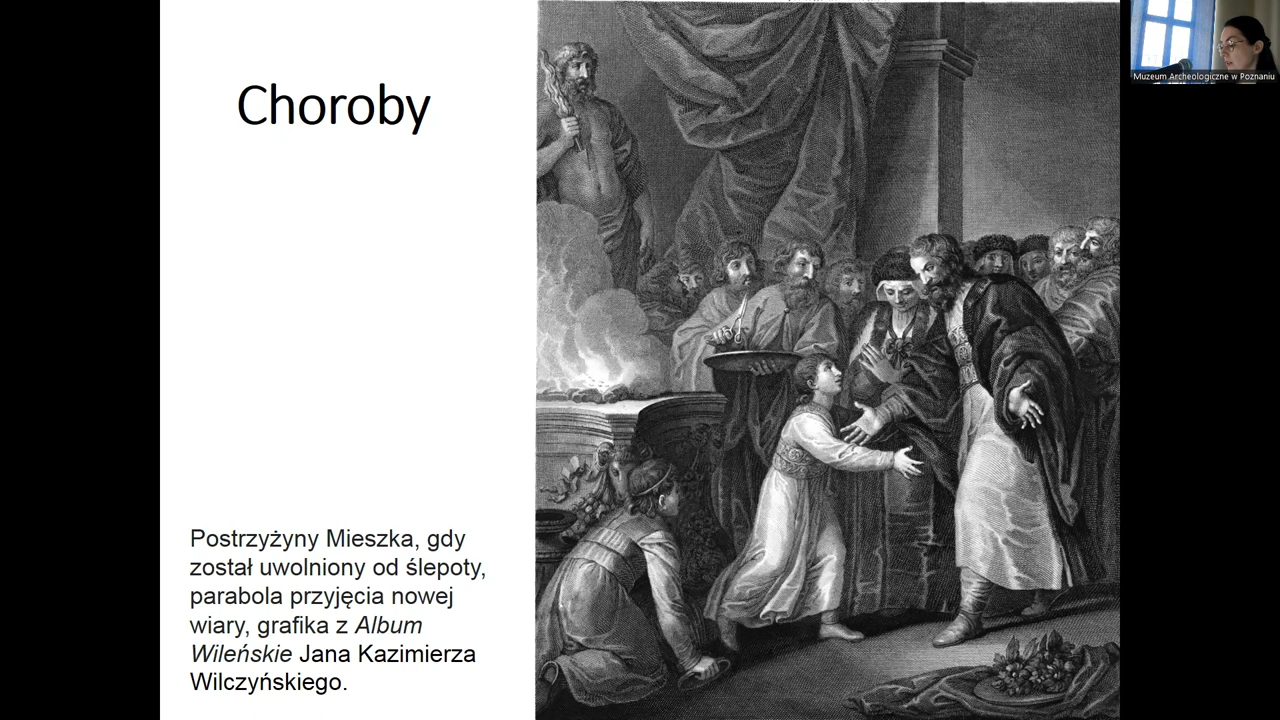 Choroby
Postrzyżyny Mieszka, gdy
został uwolniony od ślepoty,
parabola przyjęcia nowej
wiary, grafika z Album
Wileńskie Jana Kazimierza
Wilczyńskiego.
Muzeum Archeologiczne w Poznaniu